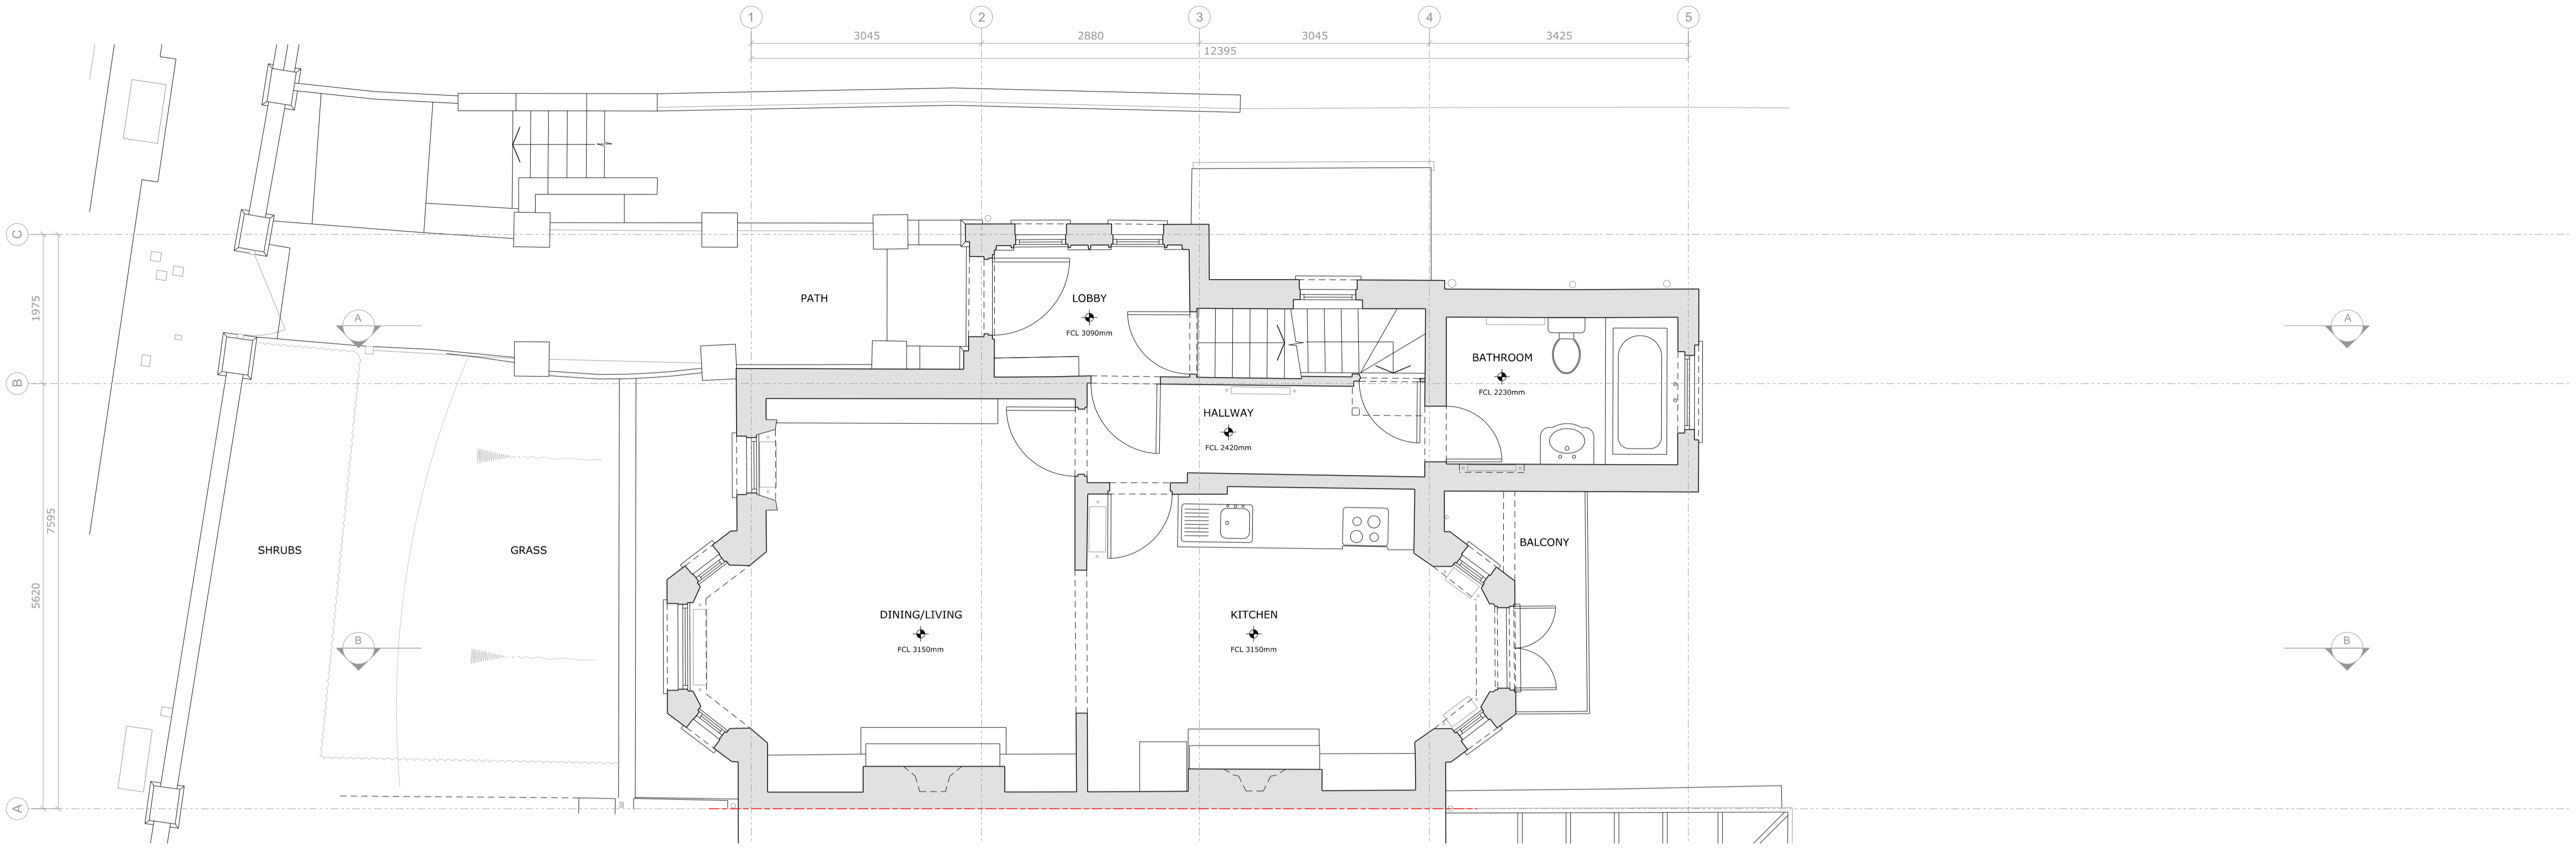 1 2 3 4 5
3045 2880 3045 3425
12395
C
PATH
LOBBY
FCL 3090mm
1975
A
A
BATHROOM
FCL 2230mm
B
HALLWAY
FCL 2420mm
7595
SHRUBS
GRASS
BALCONY
5620
DINING/LIVING
FCL 3150mm
KITCHEN
FCL 3150mm
B
B
A